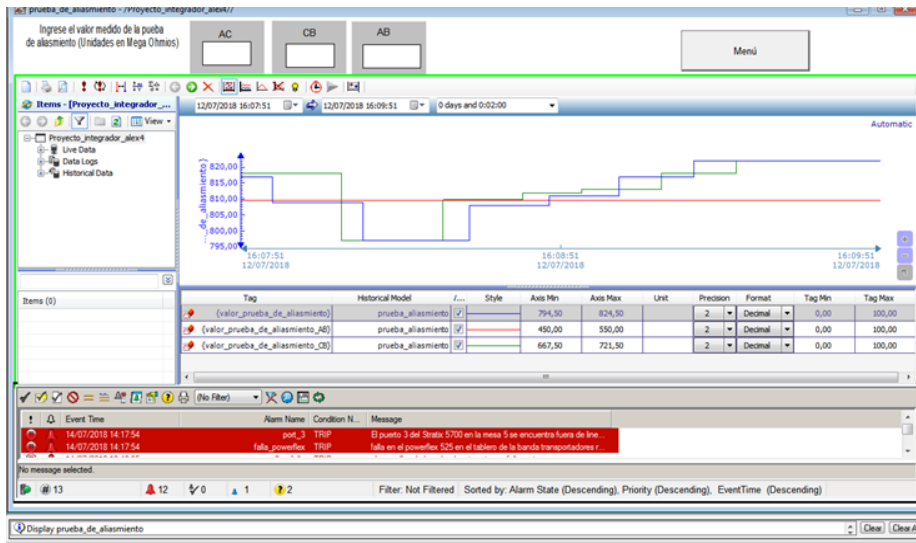 prueba_de_aliasmiento - /Proyecto_integrador_alex4//
Ingrese el valor medido de la pueba
de aliasmiento (Unidades en Mega Ohmios)
AC
CB
AB
Menú
Items - [Proyecto_integrador_...
12/07/2018 16:07:51
12/07/2018 16:09:51
0 days and 0:02:00
View
Automatic
Proyecto_integrador_alex4
Live Data
Data Logs
Historical Data
..._de_aliasmiento}
820,00
815,00
810,00
805,00
800,00
795,00
16:07:51
12/07/2018
16:08:51
12/07/2018
16:09:51
12/07/2018
Items (0)
Tag Historical Model /... Style Axis Min Axis Max Unit Precision Format Tag Min Tag Max
{valor_prueba_de_aliasmiento} prueba_aliasmiento 794,50 824,50 2 Decimal 0,00 100,00
{valor_prueba_de_aliasmiento_AB} prueba_aliasmiento 450,00 550,00 2 Decimal 0,00 100,00
{valor_prueba_de_aliasmiento_CB} prueba_aliasmiento 667,50 721,50 2 Decimal 0,00 100,00
(No Filter)
! Event Time Alarm Name Condition N... Message
14/07/2018 14:17:54 pot_3 TRIP El puerto 3 del Stratix 5700 en la mesa 5 se encuentra fuera de line...
14/07/2018 14:17:54 falla_powerflex TRIP falla en el powerflex 525 en el tablero de la banda transportadores r...
No message selected.
# 13 12 0 1 2 Filter: Not Filtered Sorted by: Alarm State (Descending), Priority (Descending), EventTime (Descending)
Display prueba_de_aliasmiento
Clear Clear A